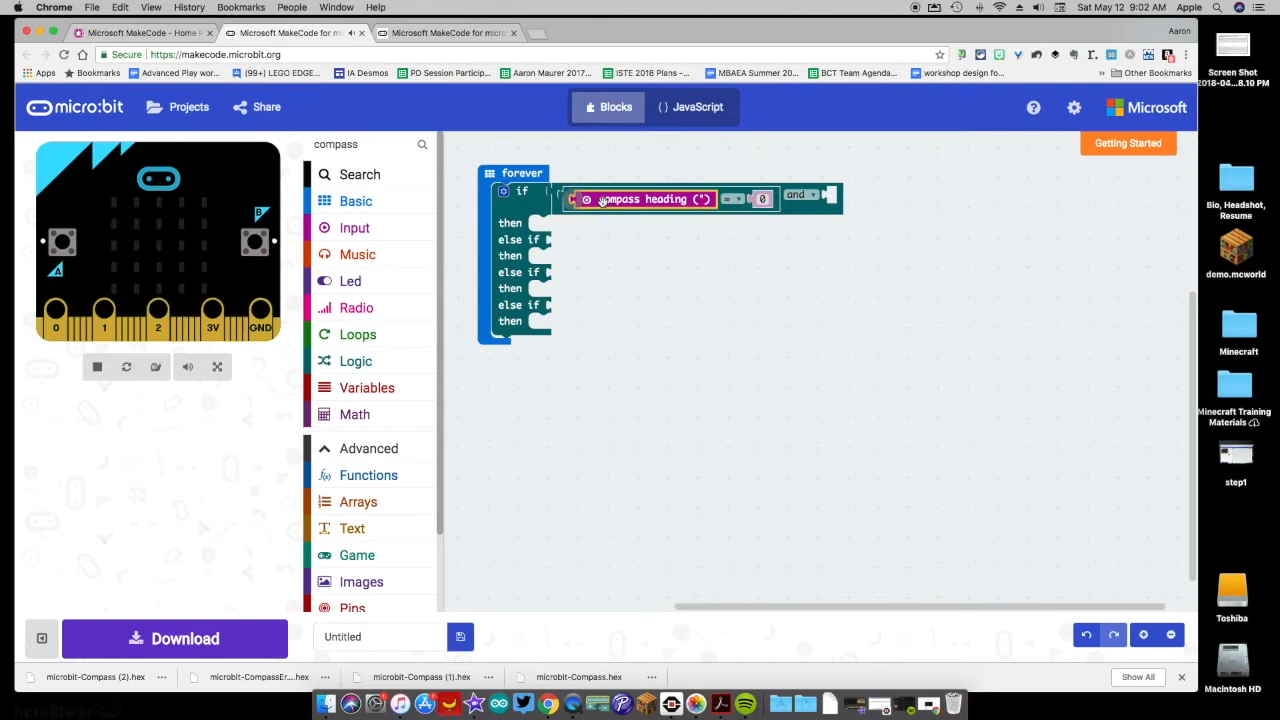 Chrome File Edit View History Bookmarks People Window Help
Sat May 12 9:02 AM Apple
Microsoft MakeCode - Home F
Microsoft MakeCode for mi
Microsoft MakeCode for microb
Aaron
Secure https://makecode.microbit.org
Apps Bookmarks Advanced Play wor... (99+) LEGO EDGE... IA Desmos PD Session Particip... Aaron Maurer 2017... ISTE 2018 Plans -... MBAEA Summer 20... BCT Team Agenda... workshop design fo... » Other Bookmarks
micro:bit Projects Share Blocks {} JavaScript ? Microsoft
Getting Started
A
B
0 1 2 3V GND
Download
compass
Search
Basic
Input
Music
Led
Radio
Loops
Logic
Variables
Math
Advanced
Functions
Arrays
Text
Game
Images
Pins
forever
if compass heading (°) = 0 and
then
else if
then
else if
then
else if
then
Untitled
microbit-Compass (2).hex
microbit-CompassEr....hex
microbit-Compass (1).hex
microbit-Compass.hex
Show All
Screen Shot
2018-04...8.10 PM
Bio, Headshot,
Resume
demo.mcworld
Minecraft
Minecraft Training
Materials
step1
Toshiba
Macintosh HD